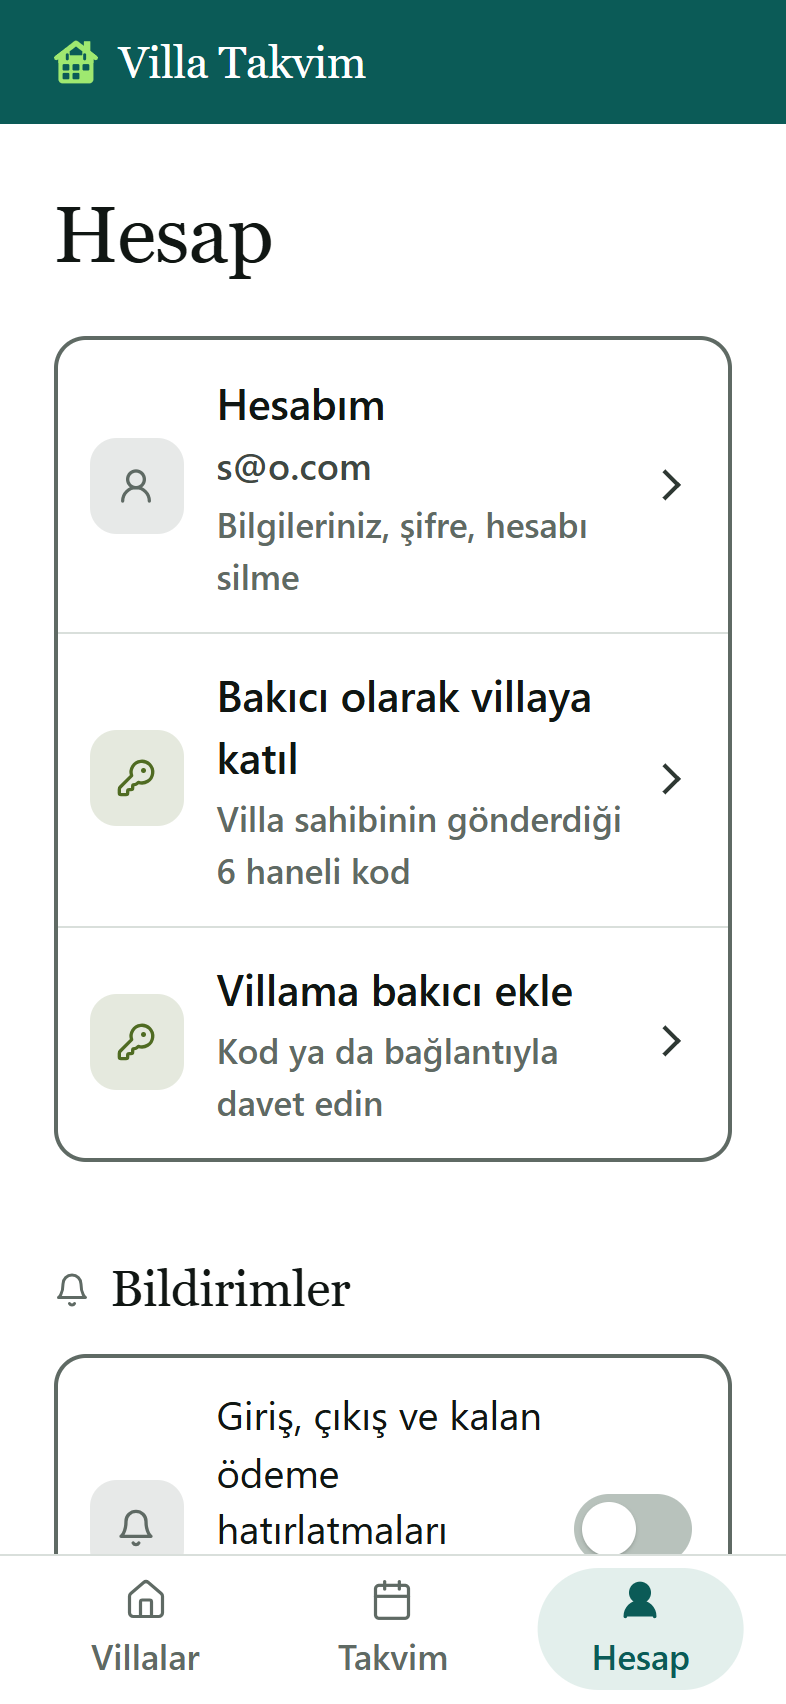 Villa Takvim
Hesap
Hesabım
s@o.com
Bilgileriniz, şifre, hesabı
silme
Bakıcı olarak villaya
katıl
Villa sahibinin gönderdiği
6 haneli kod
Villama bakıcı ekle
Kod ya da bağlantıyla
davet edin
Bildirimler
Giriş, çıkış ve kalan
ödeme
hatırlatmaları
Villalar
Takvim
Hesap